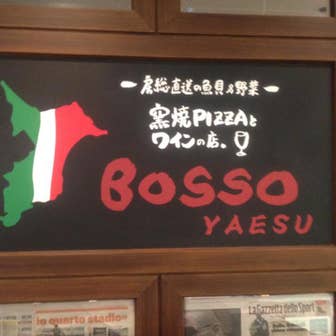 房総直送の魚貝&野菜
窯焼PIZZAと
ワインの店。
BOSSO
YAESU
io quarto stadio
La Gazzetta dello Sport